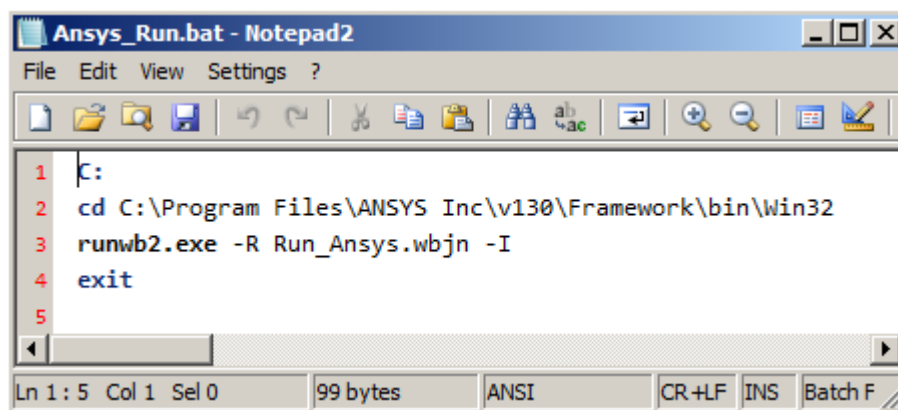 Ansys_Run.bat - Notepad2
File Edit View Settings ?
1 C:
2 cd C:\Program Files\ANSYS Inc\v130\Framework\bin\Win32
3 runwb2.exe -R Run_Ansys.wbjn -I
4 exit
5
Ln 1 : 5 Col 1 Sel 0 99 bytes ANSI CR+LF INS Batch F